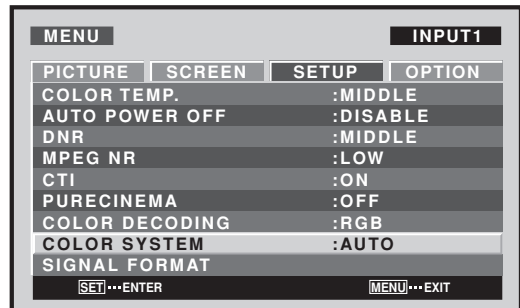 MENU INPUT1
PICTURE SCREEN SETUP OPTION
COLOR TEMP. :MIDDLE
AUTO POWER OFF :DISABLE
DNR :MIDDLE
MPEG NR :LOW
CTI :ON
PURECINEMA :OFF
COLOR DECODING :RGB
COLOR SYSTEM :AUTO
SIGNAL FORMAT
SET ••• ENTER MENU ••• EXIT